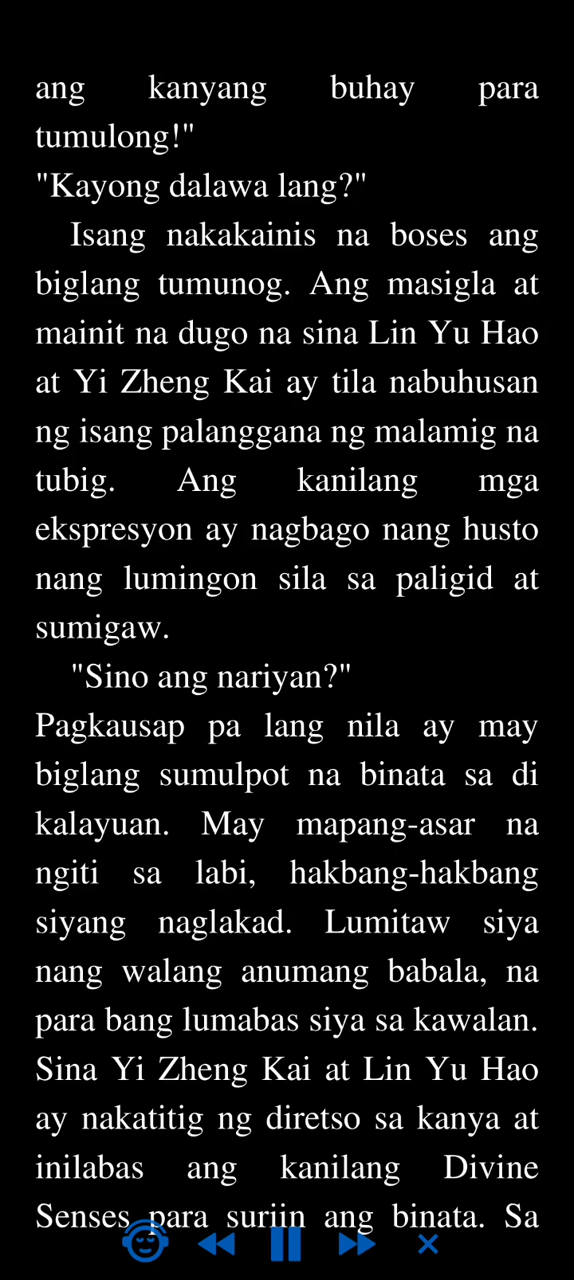 ang kanyang buhay para
tumulong!"
"Kayong dalawa lang?"
Isang nakakainis na boses ang
biglang tumunog. Ang masigla at
mainit na dugo na sina Lin Yu Hao
at Yi Zheng Kai ay tila nabuhusan
ng isang palanggana ng malamig na
tubig. Ang kanilang mga
ekspresyon ay nagbago nang husto
nang lumingon sila sa paligid at
sumigaw.
"Sino ang nariyan?"
Pagkausap pa lang nila ay may
biglang sumulpot na binata sa di
kalayuan. May mapang-asar na
ngiti sa labi, hakbang-hakbang
siyang naglakad. Lumitaw siya
nang walang anumang babala, na
para bang lumabas siya sa kawalan.
Sina Yi Zheng Kai at Lin Yu Hao
ay nakatitig ng diretso sa kanya at
inilabas ang kanilang Divine
Senses para suriin ang binata. Sa